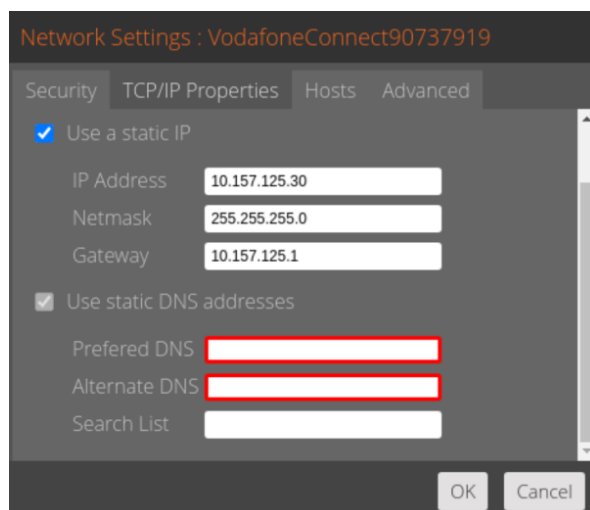 Network Settings : VodafoneConnect90737919
Security TCP/IP Properties Hosts Advanced
Use a static IP
IP Address 10.157.125.30
Netmask 255.255.255.0
Gateway 10.157.125.1
Use static DNS addresses
Prefered DNS
Alternate DNS
Search List
OK Cancel